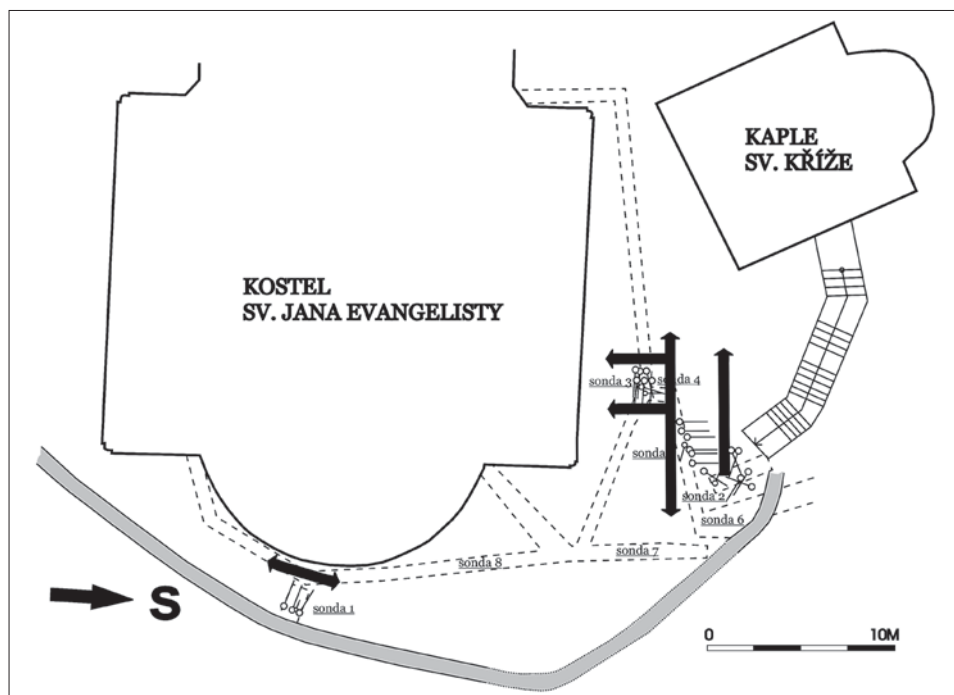 KAPLE
SV. KŘÍŽE
KOSTEL
SV. JANA EVANGELISTY
sonda 3
sonda 4
sonda
sonda 2
sonda 6
sonda 7
sonda 8
sonda 1
S
0
10M